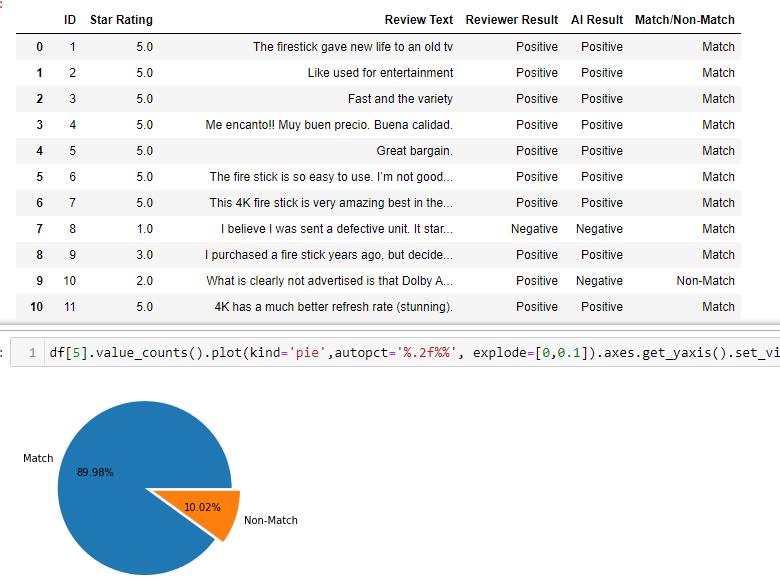 ID Star Rating Review Text Reviewer Result AI Result Match/Non-Match
0 1 5.0 The firestick gave new life to an old tv Positive Positive Match
1 2 5.0 Like used for entertainment Positive Positive Match
2 3 5.0 Fast and the variety Positive Positive Match
3 4 5.0 Me encanto!! Muy buen precio. Buena calidad. Positive Positive Match
4 5 5.0 Great bargain. Positive Positive Match
5 6 5.0 The fire stick is so easy to use. I'm not good... Positive Positive Match
6 7 5.0 This 4K fire stick is very amazing best in the... Positive Positive Match
7 8 1.0 I believe I was sent a defective unit. It star... Negative Negative Match
8 9 3.0 I purchased a fire stick years ago, but decide... Positive Positive Match
9 10 2.0 What is clearly not advertised is that Dolby A... Positive Negative Non-Match
10 11 5.0 4K has a much better refresh rate (stunning). Positive Positive Match
: 1 df[5].value_counts().plot(kind='pie',autopct='%.2f%%', explode=[0,0.1]).axes.get_yaxis().set_vi
Match
89.98%
10.02%
Non-Match